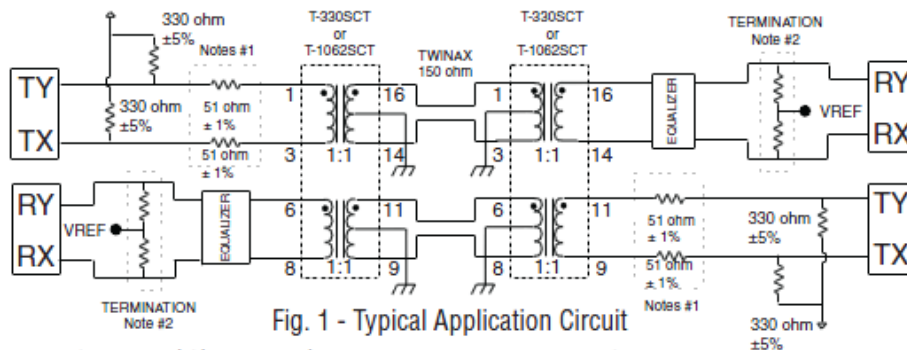 330 ohm
±5%
Notes #1
T-330SCT
or
T-1062SCT
TWINAX
150 ohm
T-330SCT
or
T-1062SCT
TERMINATION
Note #2
TY
TX
330 ohm
±5%
51 ohm
± 1%
51 ohm
± 1%
1
16
3
1:1
14
1
16
3
1:1
14
EQUALIZER
VREF
RY
RX
RY
RX
VREF
EQUALIZER
6
11
8
1:1
9
6
11
8
1:1
9
51 ohm
± 1%
51 ohm
± 1%
330 ohm
±5%
TY
TX
TERMINATION
Note #2
Notes #1
330 ohm
±5%
Fig. 1 - Typical Application Circuit